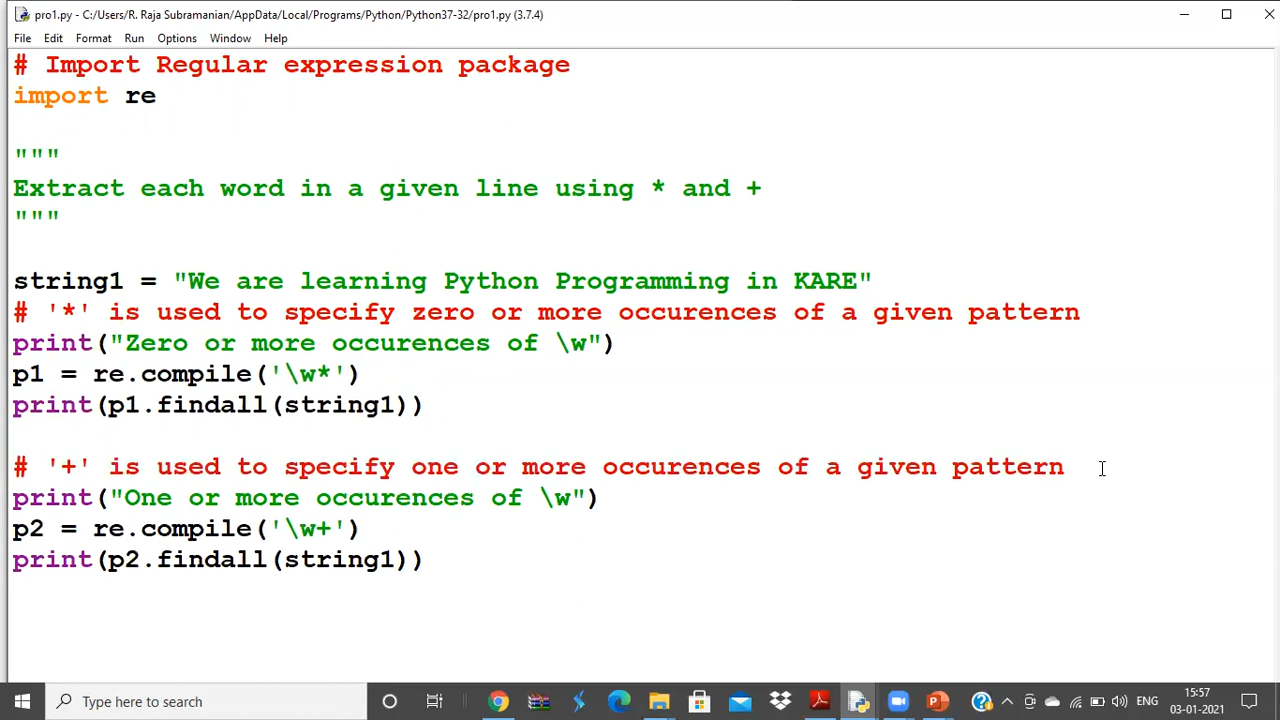 pro1.py - C:/Users/R. Raja Subramanian/AppData/Local/Programs/Python/Python37-32/pro1.py (3.7.4)
File Edit Format Run Options Window Help
# Import Regular expression package
import re
"""
Extract each word in a given line using * and +
"""
string1 = "We are learning Python Programming in KARE"
# '*' is used to specify zero or more occurences of a given pattern
print("Zero or more occurences of \w")
p1 = re.compile('\w*')
print(p1.findall(string1))
# '+' is used to specify one or more occurences of a given pattern
print("One or more occurences of \w")
p2 = re.compile('\w+')
print(p2.findall(string1))
Type here to search
ENG
15:57
03-01-2021